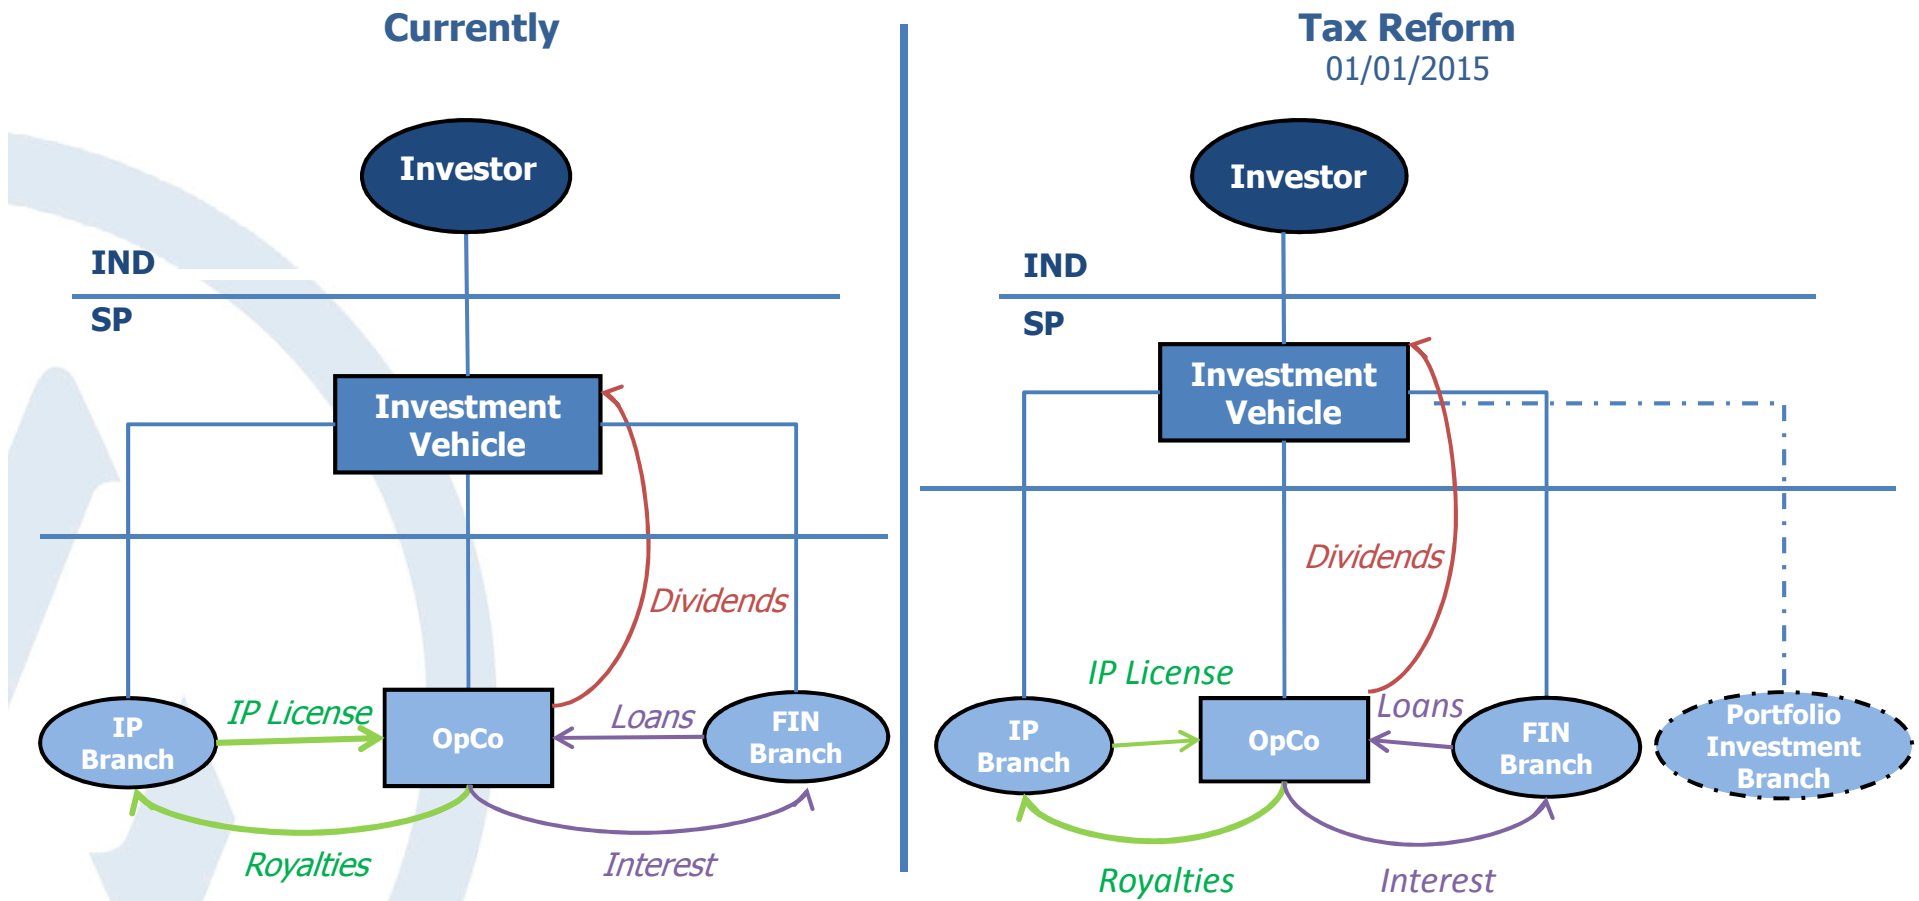 Currently
Investor
IND
SP
Investment
Vehicle
Dividends
IP License
Loans
IP
Branch
OpCo
FIN
Branch
Royalties
Interest
Tax Reform
01/01/2015
Investor
IND
SP
Investment
Vehicle
Dividends
IP License
Loans
IP
Branch
OpCo
FIN
Branch
Portfolio
Investment
Branch
Royalties
Interest